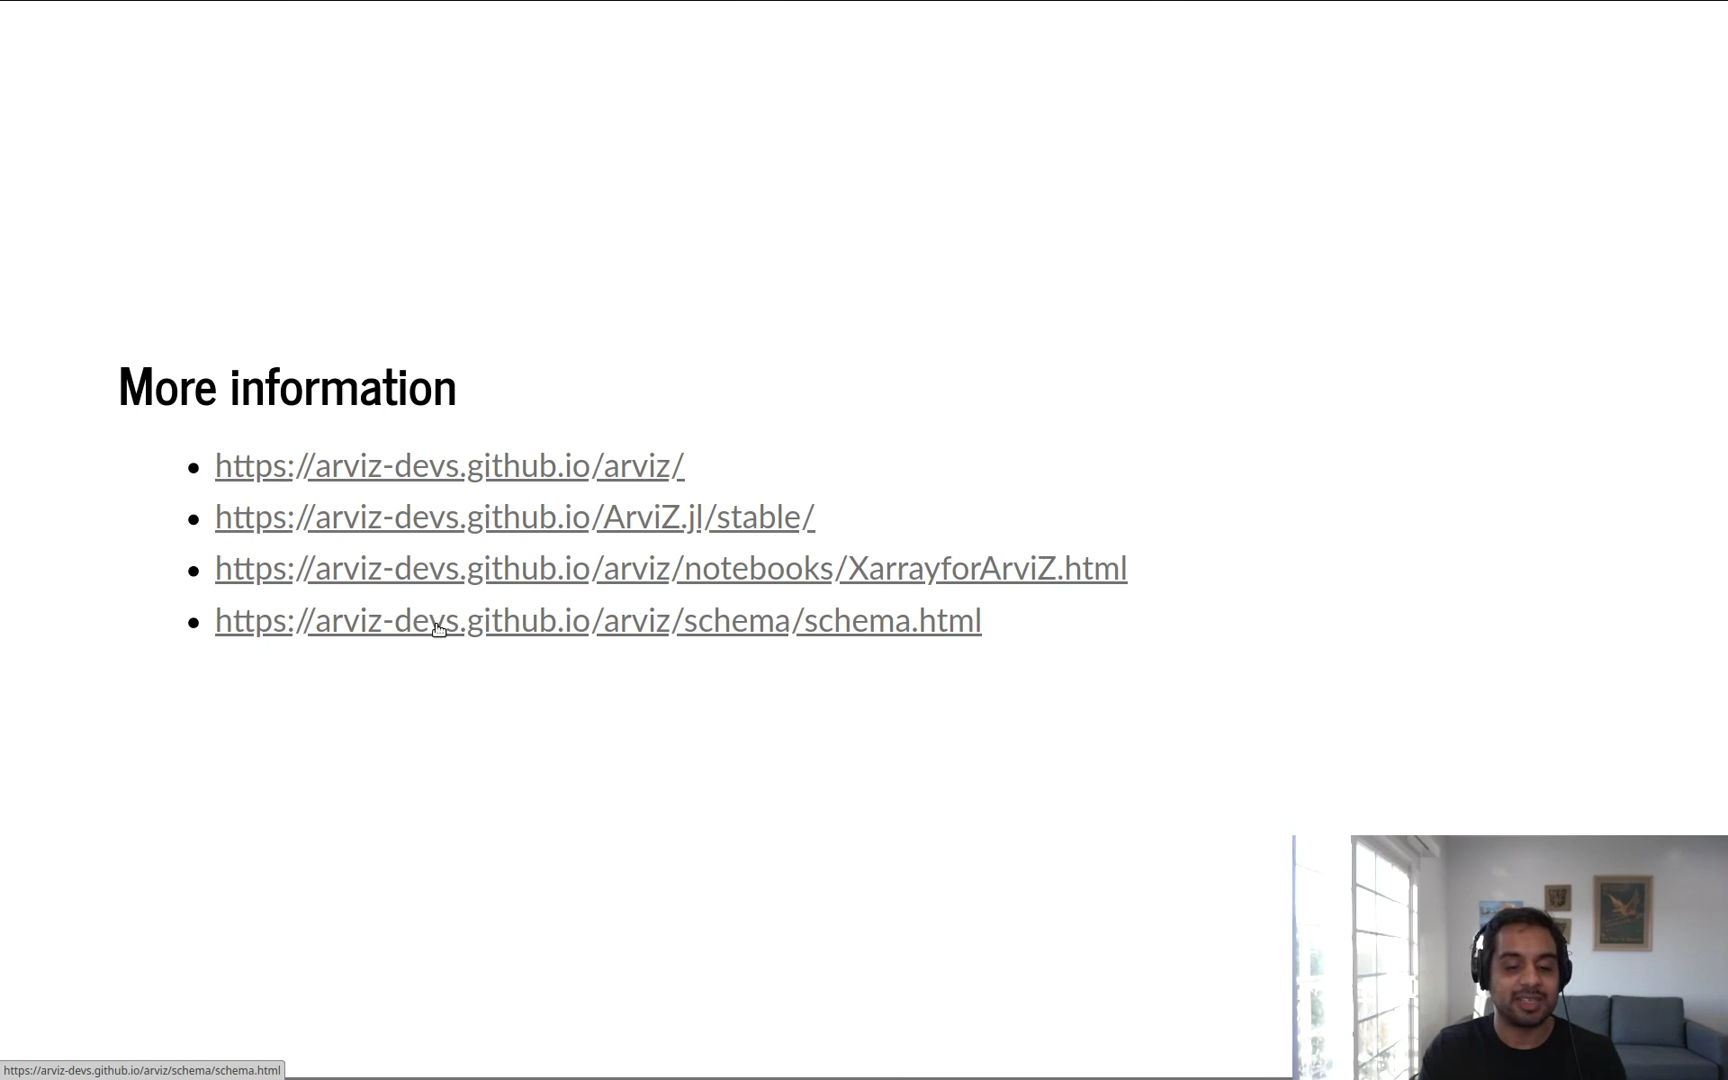 More information
https://arviz-devs.github.io/arviz/
https://arviz-devs.github.io/ArviZ.jl/stable/
https://arviz-devs.github.io/arviz/notebooks/XarrayforArviZ.html
https://arviz-devs.github.io/arviz/schema/schema.html
https://arviz-devs.github.io/arviz/schema/schema.html